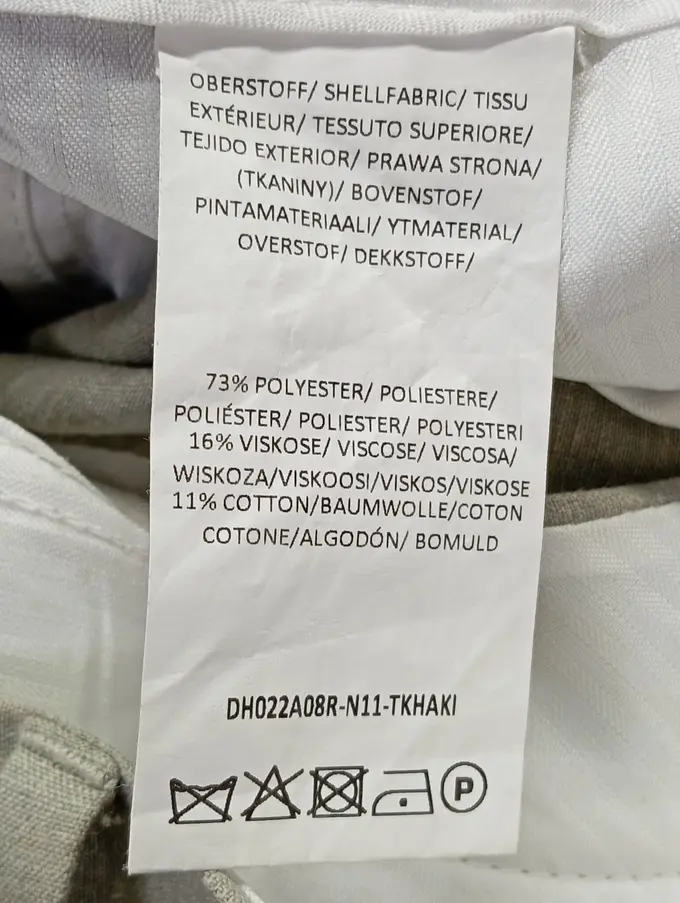 OBERSTOFF/ SHELLFABRIC/ TISSU
EXTÉRIEUR/ TESSUTO SUPERIORE/
TEJIDO EXTERIOR/ PRAWA STRONA/
(TKANINY)/ BOVENSTOF/
PINTAMATERIAALI/ YTMATERIAL/
OVERSTOF/ DEKKSTOFF/
73% POLYESTER/ POLIESTERE/
POLIÉSTER/ POLIESTER/ POLYESTERI
16% VISKOSE/ VISCOSE/ VISCOSA/
WISKOZA/VISKOOSI/VISKOS/VISKOSE
11% COTTON/BAUMWOLLE/COTON
COTONE/ALGODÓN/ BOMULD
DH022A08R-N11-TKHAKI
P